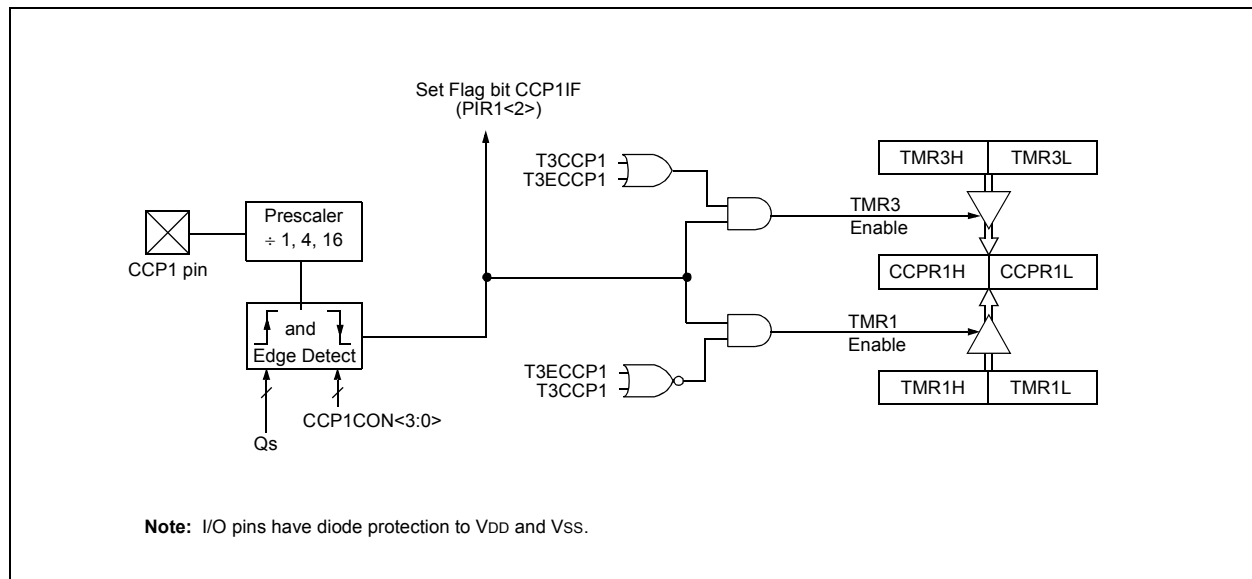 Set Flag bit CCP1IF
(PIR1<2>)
T3CCP1
T3ECCP1
TMR3H TMR3L
Prescaler
÷ 1, 4, 16
TMR3
Enable
CCP1 pin
CCPR1H CCPR1L
and
Edge Detect
TMR1
Enable
T3ECCP1
T3CCP1
TMR1H TMR1L
CCP1CON<3:0>
Qs
Note: I/O pins have diode protection to VDD and VSS.